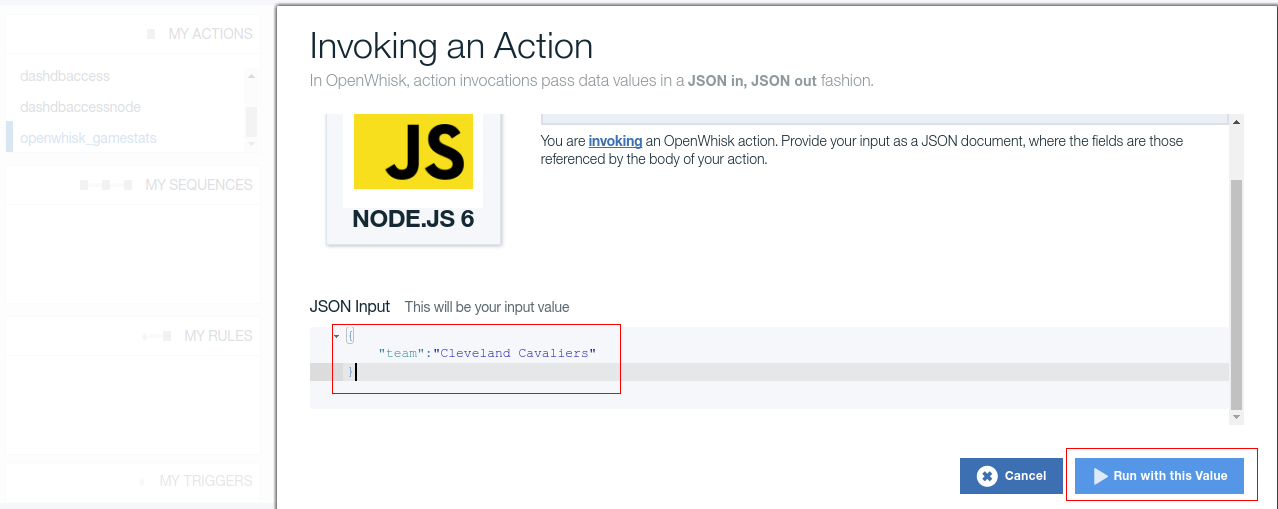 MY ACTIONS
dashdbaccess
dashdbaccessnode
openwhisk_gamestats
MY SEQUENCES
MY RULES
MY TRIGGERS
Invoking an Action
In OpenWhisk, action invocations pass data values in a JSON in, JSON out fashion.
JS
NODE.JS 6
You are invoking an OpenWhisk action. Provide your input as a JSON document, where the fields are those
referenced by the body of your action.
JSON Input This will be your input value
{
"team":"Cleveland Cavaliers"
}
Cancel
Run with this Value